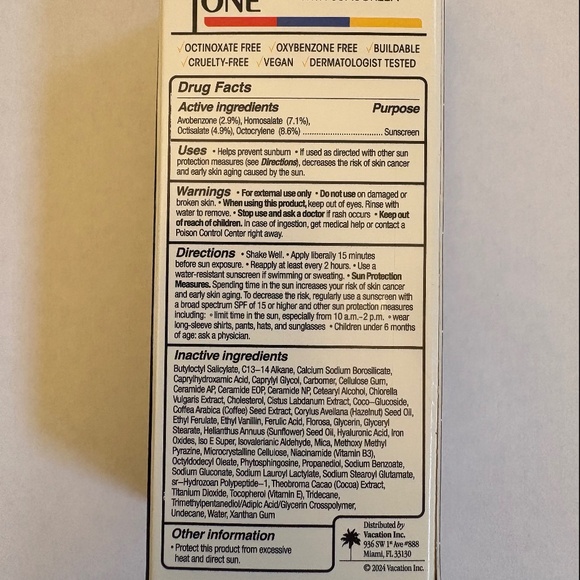 ONE
✓OCTINOXATE FREE ✓OXYBENZONE FREE ✓BUILDABLE
✓CRUELTY-FREE ✓VEGAN ✓DERMATOLOGIST TESTED
Drug Facts
Active ingredients Purpose
Avobenzone (2.9%), Homosalate (7.1%),
Octisalate (4.9%), Octocrylene (8.6%) ........................ Sunscreen
Uses • Helps prevent sunburn • If used as directed with other sun
protection measures (see Directions), decreases the risk of skin cancer
and early skin aging caused by the sun.
Warnings • For external use only • Do not use on damaged or
broken skin. • When using this product, keep out of eyes. Rinse with
water to remove. • Stop use and ask a doctor if rash occurs • Keep out
of reach of children. In case of ingestion, get medical help or contact a
Poison Control Center right away.
Directions • Shake Well. • Apply liberally 15 minutes
before sun exposure. • Reapply at least every 2 hours. • Use a
water-resistant sunscreen if swimming or sweating. • Sun Protection
Measures. Spending time in the sun increases your risk of skin cancer
and early skin aging. To decrease the risk, regularly use a sunscreen with
a broad spectrum SPF of 15 or higher and other sun protection measures
including: • limit time in the sun, especially from 10 a.m.–2 p.m. • wear
long-sleeve shirts, pants, hats, and sunglasses • Children under 6 months
of age: ask a physician.
Inactive ingredients
Butyloctyl Salicylate, C13–14 Alkane, Calcium Sodium Borosilicate,
Caprylhydroxamic Acid, Caprylyl Glycol, Carbomer, Cellulose Gum,
Ceramide AP, Ceramide EOP, Ceramide NP, Cetearyl Alcohol, Chlorella
Vulgaris Extract, Cholesterol, Cistus Labdanum Extract, Coco–Glucoside,
Coffea Arabica (Coffee) Seed Extract, Corylus Avellana (Hazelnut) Seed Oil,
Ethyl Ferulate, Ethyl Vanillin, Ferulic Acid, Florosa, Glycerin, Glyceryl
Stearate, Helianthus Annuus (Sunflower) Seed Oil, Hyaluronic Acid, Iron
Oxides, Iso E Super, Isovalerianic Aldehyde, Mica, Methoxy Methyl
Pyrazine, Microcrystalline Cellulose, Niacinamide (Vitamin B3),
Octyldodecyl Oleate, Phytosphingosine, Propanediol, Sodium Benzoate,
Sodium Gluconate, Sodium Lauroyl Lactylate, Sodium Stearoyl Glutamate,
sr–Hydrozoan Polypeptide–1, Theobroma Cacao (Cocoa) Extract,
Titanium Dioxide, Tocopherol (Vitamin E), Tridecane,
Trimethylpentanediol/Adipic Acid/Glycerin Crosspolymer,
Undecane, Water, Xanthan Gum
Other information
• Protect this product from excessive
heat and direct sun.
Distributed by
Vacation Inc.
936 SW 1st Ave #888
Miami, FL 33130
© 2024 Vacation Inc.